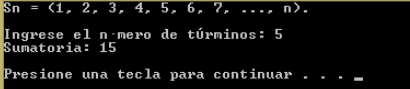 Sn = (1, 2, 3, 4, 5, 6, 7, ..., n).
Ingrese el n·mero de túrminos: 5
Sumatoria: 15
Presione una tecla para continuar . . . _